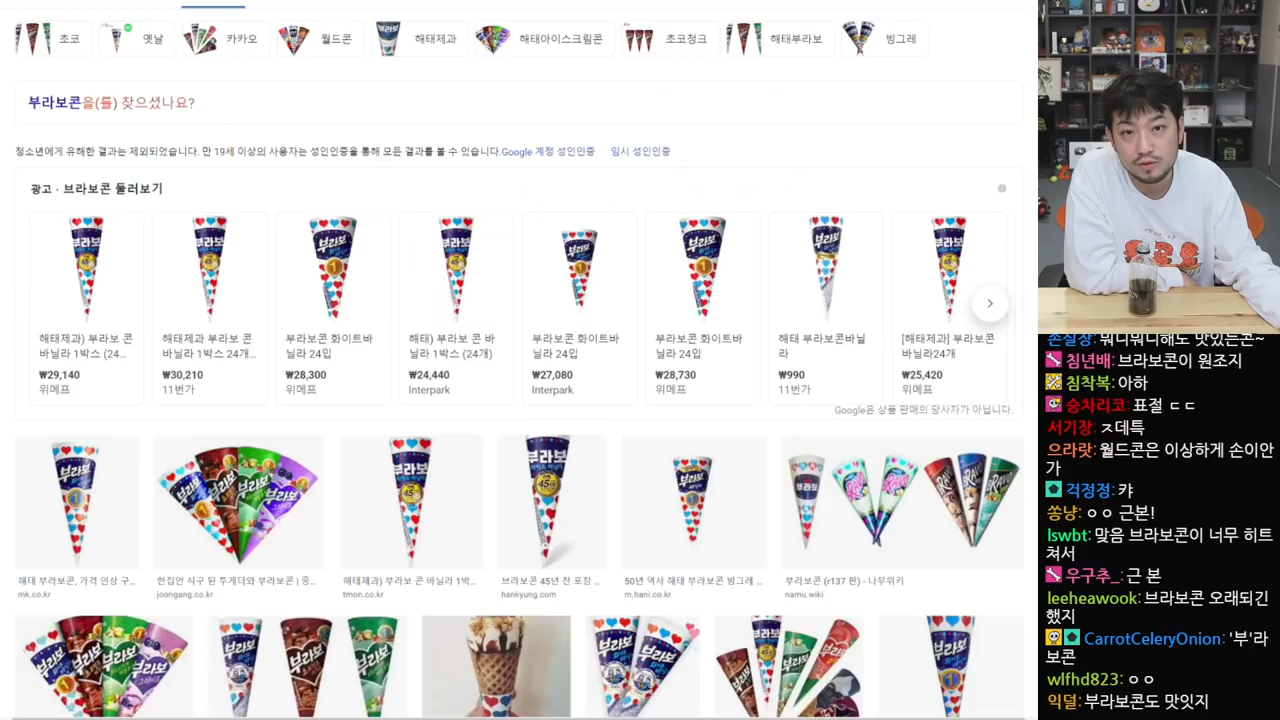 초코
옛날
카카오
월드콘
해태제과
해태아이스크림콘
초코청크
해태부라보
빙그레
부라보콘을(를) 찾으셨나요?
청소년에게 유해한 결과는 제외되었습니다. 만 19세 이상의 사용자는 성인인증을 통해 모든 결과를 볼 수 있습니다.Google 계정 성인인증 임시 성인인증
광고 · 브라보콘 둘러보기
해태제과) 부라보 콘
바닐라 1박스 (24...
₩29,140
위메프
해태제과 부라보 콘
바닐라 1박스 24개...
₩30,210
11번가
부라보콘 화이트바
닐라 24입
₩28,300
위메프
해태) 부라보 콘 바
닐라 1박스 (24개)
₩24,440
Interpark
부라보콘 화이트바
닐라 24입
₩27,080
Interpark
부라보콘 화이트바
닐라 24입
₩28,730
위메프
해태 부라보콘바닐
라
₩990
11번가
[해태제과] 부라보콘
바닐라24개
₩25,420
위메프
Google은 상품 판매의 당사자가 아닙니다.
해태 부라보콘, 가격 인상 구...
mk.co.kr
한집안 식구 된 투게더와 부라보콘 | 중...
joongang.co.kr
해태제과) 부라보 콘 바닐라 1박...
tmon.co.kr
브라보콘 45년 전 포장 ...
hankyung.com
50년 역사 해태 부라보콘 빙그레 ...
m.hani.co.kr
부라보콘 (r137 판) - 나무위키
namu.wiki
손실장: 뭐니뭐니해도 맛있는콘~
침년배: 브라보콘이 원조지
침착복: 아하
승차리코: 표절 ㄷㄷ
서기장: ㅈ데특
으라랏: 월드콘은 이상하게 손이안
가
걱정정: 캬
쏭냥: ㅇㅇ 근본!
lswbt: 맞음 브라보콘이 너무 히트
쳐서
우구추_: 근 본
leeheawook: 브라보콘 오래되긴
했지
CarrotCeleryOnion: '부'라
보콘
wlfhd823: ㅇㅇ
익덜: 부라보콘도 맛잇지